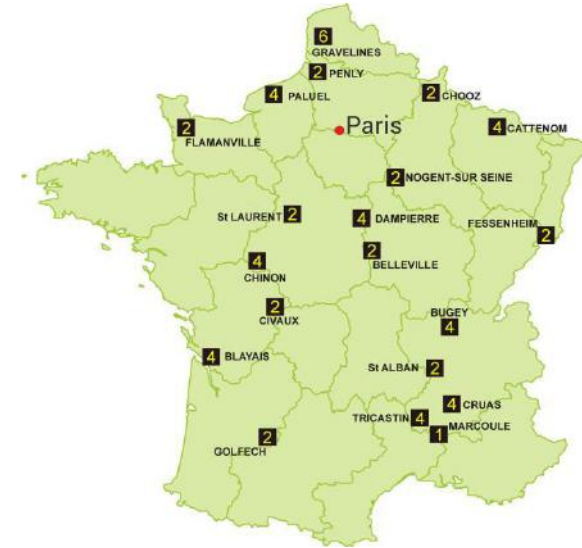 6
GRAVELINES
2 PENLY
4 PALUEL
2 CHOOZ
Paris
4 CATTENOM
2
FLAMANVILLE
2 NOGENT-SUR SEINE
St LAURENT 2
4 DAMPIERRE
FESSENHEIM
2
2
BELLEVILLE
4
CHINON
2
CIVAUX
BUGEY
4
4 BLAYAIS
St ALBAN 2
4 CRUAS
TRICASTIN 4
MARCOULE
1
2
GOLFECH